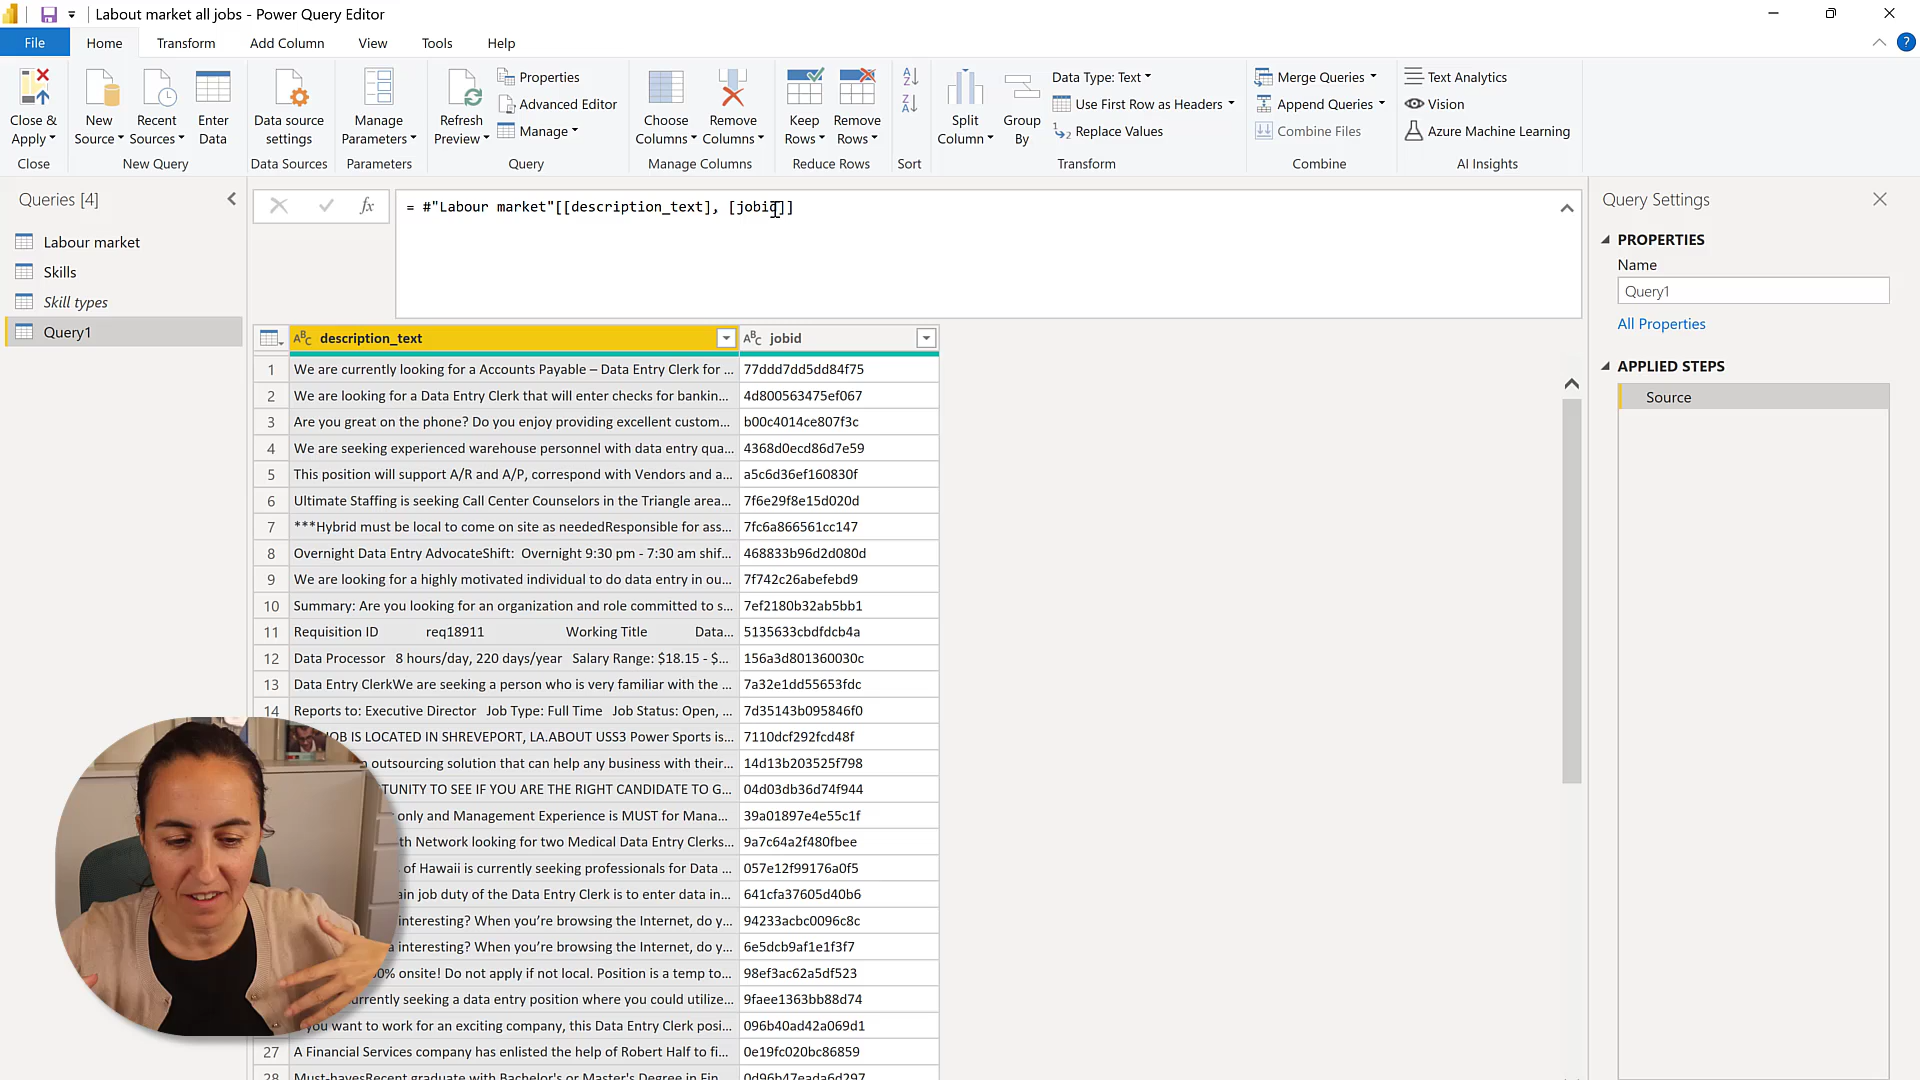 Labout market all jobs - Power Query Editor
File Home Transform Add Column View Tools Help
Close & Apply
New Source
Recent Sources
Enter Data
Data source settings
Manage Parameters
Refresh Preview
Properties
Advanced Editor
Manage
Choose Columns
Remove Columns
Keep Rows
Remove Rows
Split Column
Group By
Data Type: Text
Use First Row as Headers
Replace Values
Merge Queries
Append Queries
Combine Files
Text Analytics
Vision
Azure Machine Learning
Close New Query Data Sources Parameters Query Manage Columns Reduce Rows Sort Transform Combine AI Insights
Queries [4]
Labour market
Skills
Skill types
Query1
fx
= #"Labour market"[[description_text], [jobid]]
description_text jobid
1 We are currently looking for a Accounts Payable – Data Entry Clerk for ... 77ddd7dd5dd84f75
2 We are looking for a Data Entry Clerk that will enter checks for bankin... 4d800563475ef067
3 Are you great on the phone? Do you enjoy providing excellent custom... b00c4014ce807f3c
4 We are seeking experienced warehouse personnel with data entry qua... 4368d0ecd86d7e59
5 This position will support A/R and A/P, correspond with Vendors and a... a5c6d36ef160830f
6 Ultimate Staffing is seeking Call Center Counselors in the Triangle area... 7f6e29f8e15d020d
7 ***Hybrid must be local to come on site as neededResponsible for ass... 7fc6a866561cc147
8 Overnight Data Entry AdvocateShift: Overnight 9:30 pm - 7:30 am shif... 468833b96d2d080d
9 We are looking for a highly motivated individual to do data entry in ou... 7f742c26abefebd9
10 Summary: Are you looking for an organization and role committed to s... 7ef2180b32ab5bb1
11 Requisition ID req18911 Working Title Data... 5135633cbdfdcb4a
12 Data Processor 8 hours/day, 220 days/year Salary Range: $18.15 - $... 156a3d801360030c
13 Data Entry ClerkWe are seeking a person who is very familiar with the ... 7a32e1dd55653fdc
14 Reports to: Executive Director Job Type: Full Time Job Status: Open, ... 7d35143b095846f0
JOB IS LOCATED IN SHREVEPORT, LA.ABOUT USS3 Power Sports is... 7110dcf292fcd48f
outsourcing solution that can help any business with their... 14d13b203525f798
TUNITY TO SEE IF YOU ARE THE RIGHT CANDIDATE TO G... 04d03db36d74f944
only and Management Experience is MUST for Mana... 39a01897e4e55c1f
th Network looking for two Medical Data Entry Clerks... 9a7c64a2f480fbee
of Hawaii is currently seeking professionals for Data ... 057e12f99176a0f5
ain job duty of the Data Entry Clerk is to enter data in... 641cfa37605d40b6
interesting? When you're browsing the Internet, do y... 94233acbc0096c8c
a interesting? When you're browsing the Internet, do y... 6e5dcb9af1e1f3f7
0% onsite! Do not apply if not local. Position is a temp to... 98ef3ac62a5df523
urrently seeking a data entry position where you could utilize... 9faee1363bb88d74
you want to work for an exciting company, this Data Entry Clerk posi... 096b40ad42a069d1
27 A Financial Services company has enlisted the help of Robert Half to fi... 0e19fc020bc86859
28 Must-havesRecent graduate with Bachelor's or Master's Degree in Fin... 0d96b47eada6d297
Query Settings
PROPERTIES
Name
Query1
All Properties
APPLIED STEPS
Source